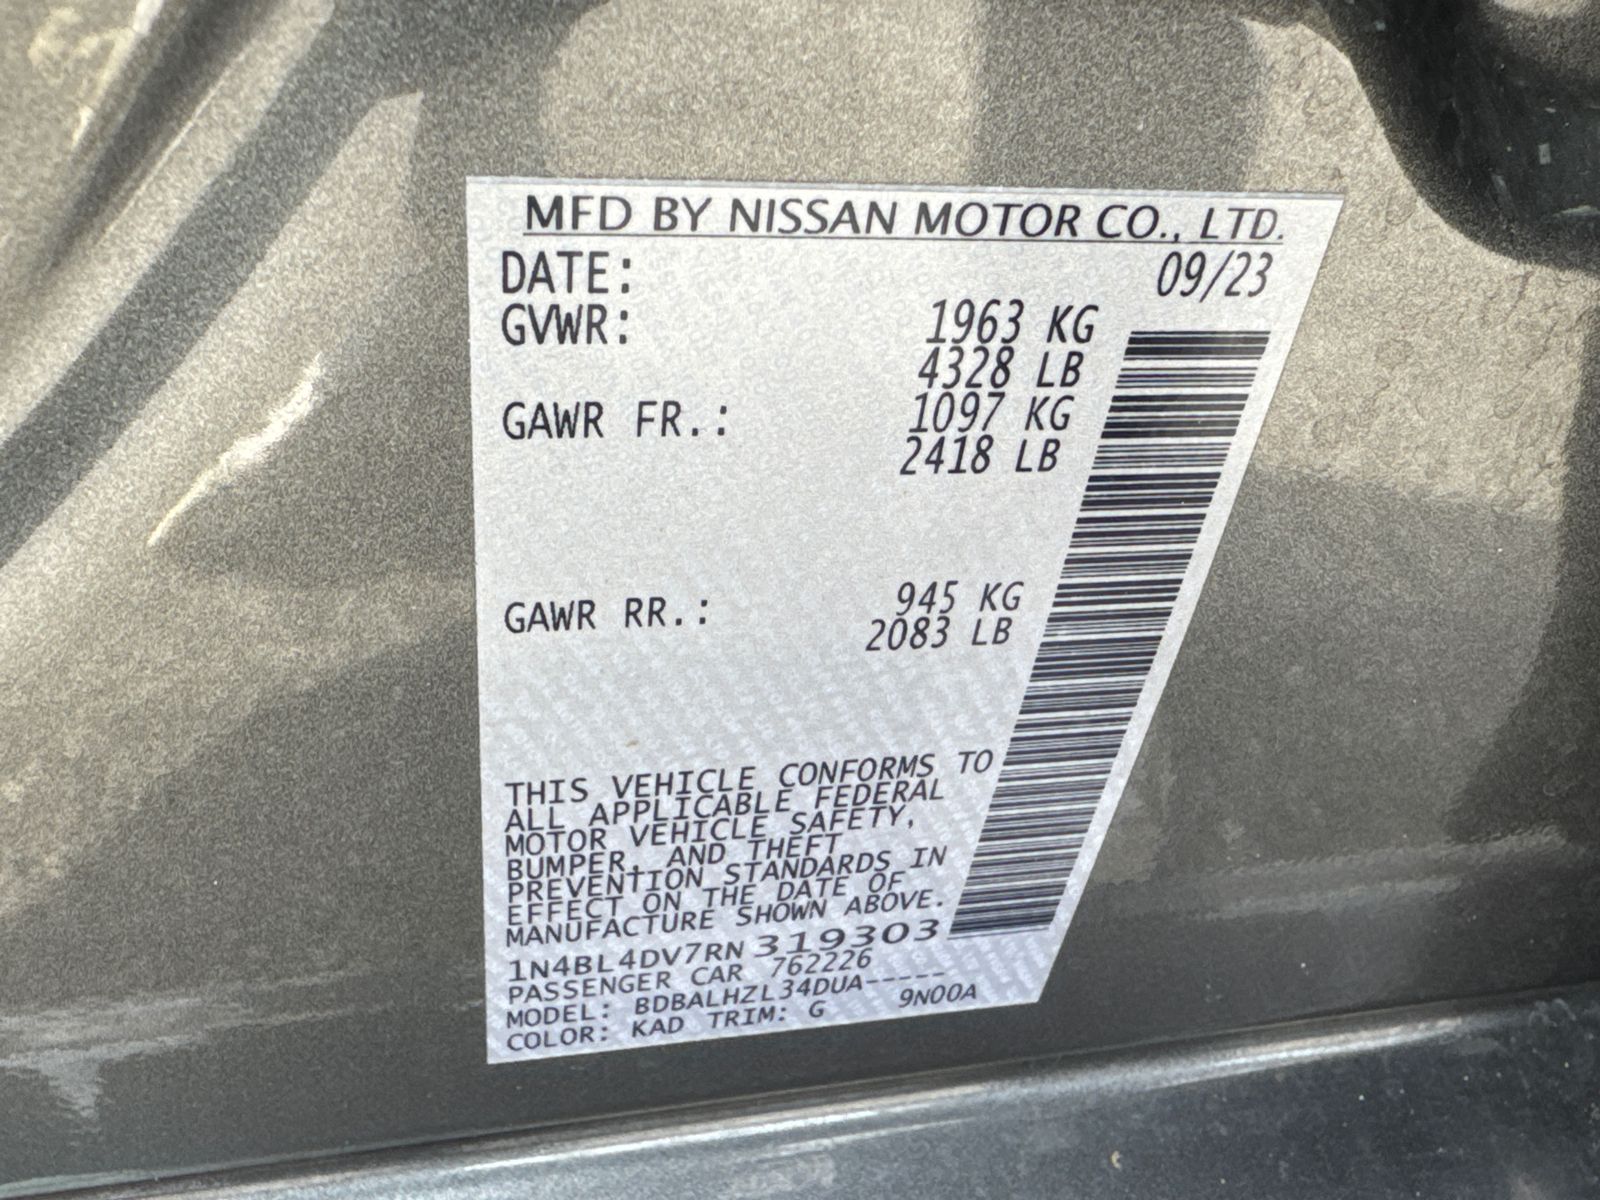 MFD BY NISSAN MOTOR CO., LTD.
DATE: 09/23
GVWR: 1963 KG
4328 LB
GAWR FR.: 1097 KG
2418 LB
GAWR RR.: 945 KG
2083 LB
THIS VEHICLE CONFORMS TO
ALL APPLICABLE FEDERAL
MOTOR VEHICLE SAFETY,
BUMPER, AND THEFT
PREVENTION STANDARDS IN
EFFECT ON THE DATE OF
MANUFACTURE SHOWN ABOVE.
1N4BL4DV7RN319303
PASSENGER CAR 762226
MODEL: BDBALHZL34DUA-----
COLOR: KAD TRIM: G 9N00A